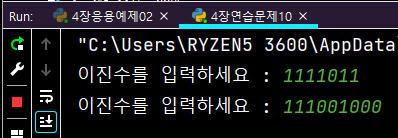 Run: 4장응용예제02 × 4장연습문제10 ×
"C:\Users\RYZEN5 3600\AppData
이진수를 입력하세요 : 1111011
이진수를 입력하세요 : 111001000